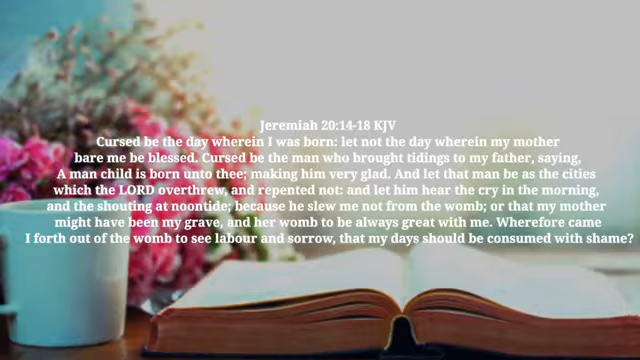 Jeremiah 20:14-18 KJV
Cursed be the day wherein I was born: let not the day wherein my mother
bare me be blessed. Cursed be the man who brought tidings to my father, saying,
A man child is born unto thee; making him very glad. And let that man be as the cities
which the LORD overthrew, and repented not: and let him hear the cry in the morning,
and the shouting at noontide; because he slew me not from the womb; or that my mother
might have been my grave, and her womb to be always great with me. Wherefore came
I forth out of the womb to see labour and sorrow, that my days should be consumed with shame?